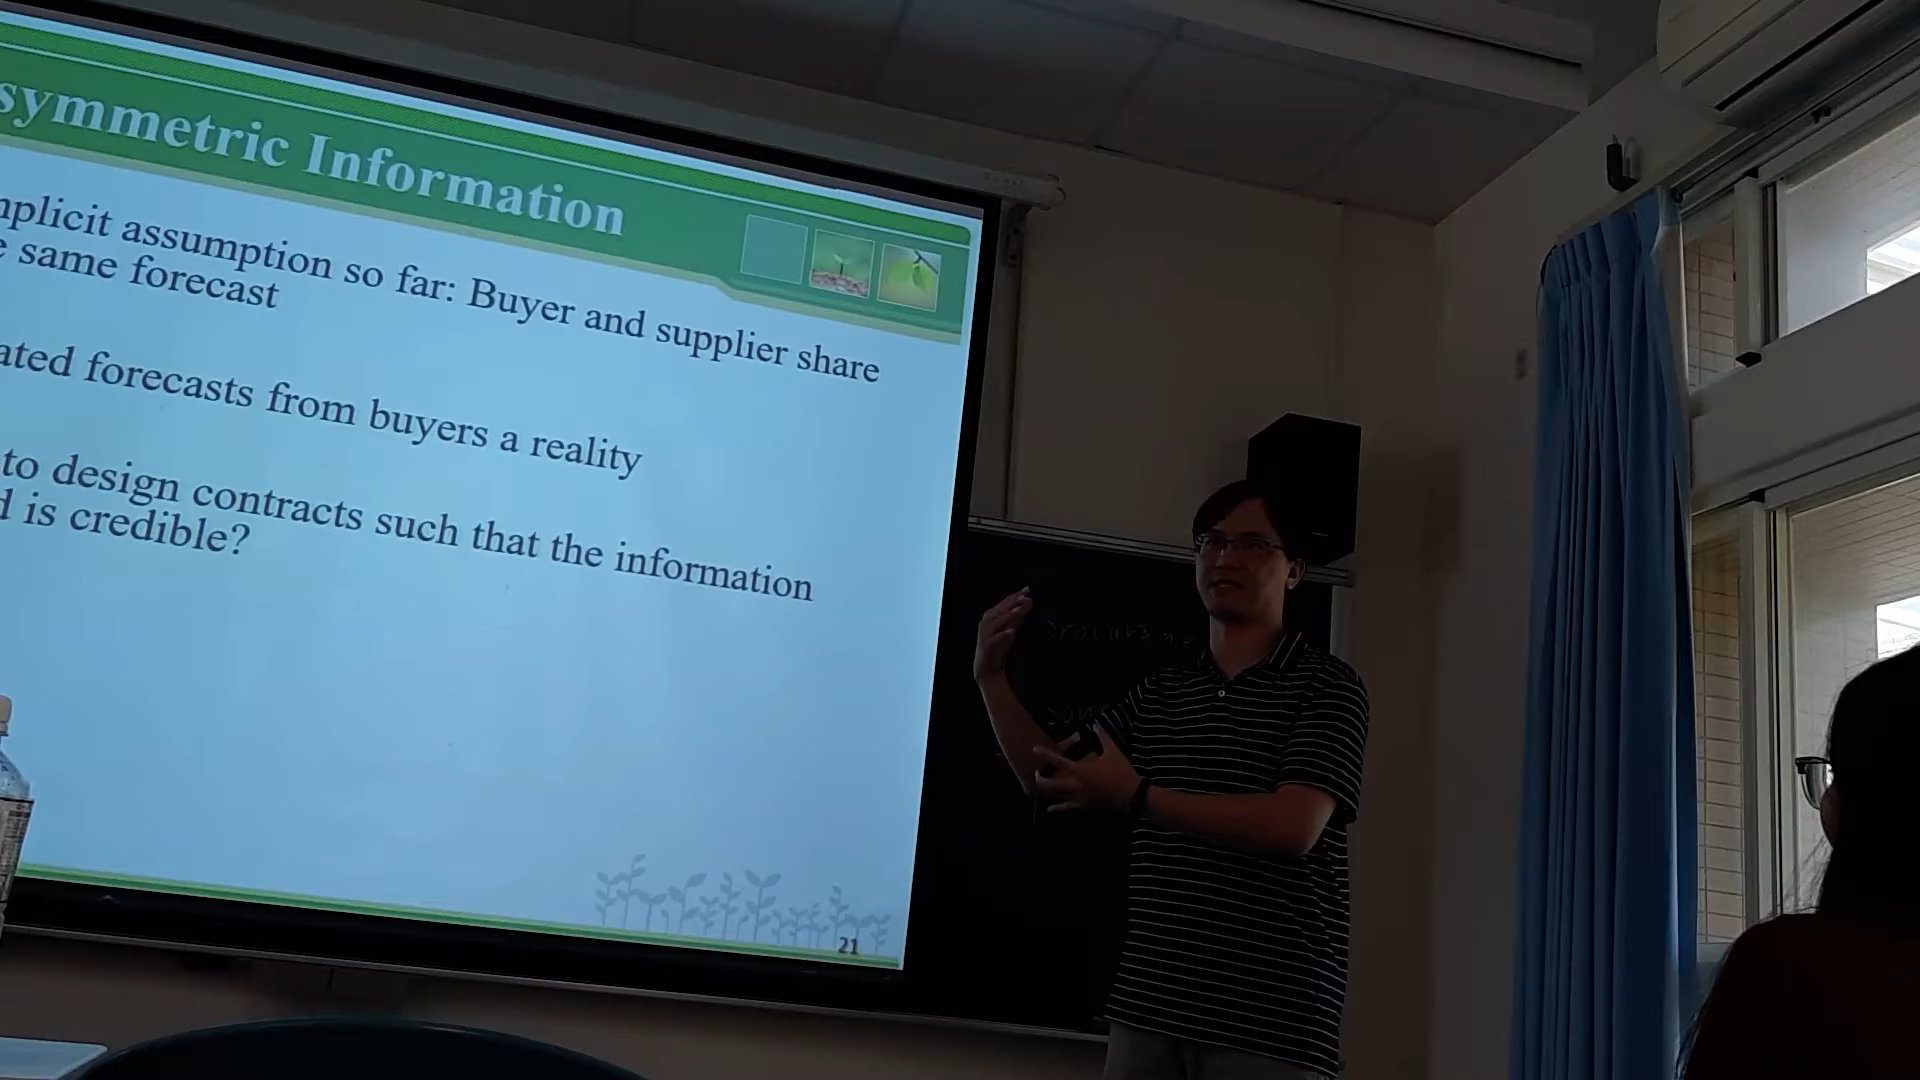 symmetric Information
mplicit assumption so far: Buyer and supplier share
e same forecast
ated forecasts from buyers a reality
to design contracts such that the information
d is credible?
21